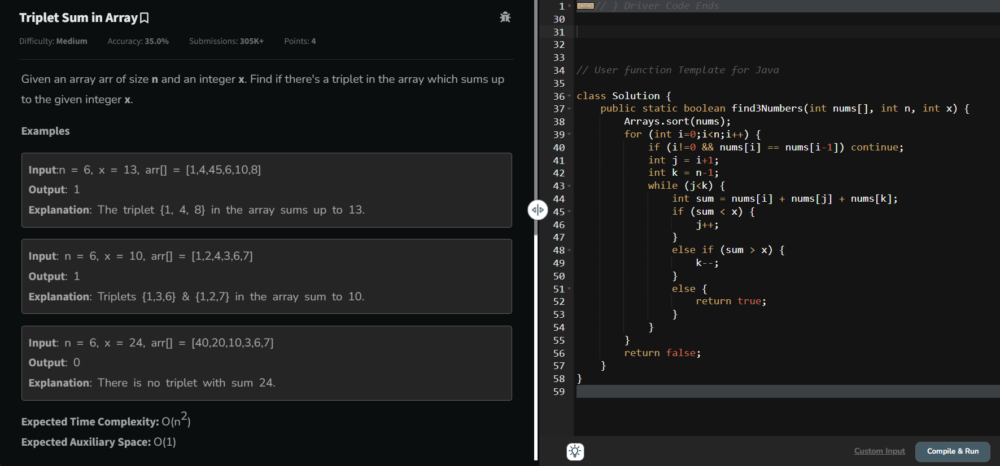 Triplet Sum in Array
Difficulty: Medium Accuracy: 35.0% Submissions: 305K+ Points: 4
Given an array arr of size n and an integer x. Find if there's a triplet in the array which sums up
to the given integer x.
Examples
Input:n = 6, x = 13, arr[] = [1,4,45,6,10,8]
Output: 1
Explanation: The triplet {1, 4, 8} in the array sums up to 13.
Input: n = 6, x = 10, arr[] = [1,2,4,3,6,7]
Output: 1
Explanation: Triplets {1,3,6} & {1,2,7} in the array sum to 10.
Input: n = 6, x = 24, arr[] = [40,20,10,3,6,7]
Output: 0
Explanation: There is no triplet with sum 24.
Expected Time Complexity: O(n²)
Expected Auxiliary Space: O(1)
1 // } Driver Code Ends
30
31
32
33
34 // User function Template for Java
35
36 class Solution {
37     public static boolean find3Numbers(int nums[], int n, int x) {
38         Arrays.sort(nums);
39         for (int i=0;i<n;i++) {
40             if (i!=0 && nums[i] == nums[i-1]) continue;
41             int j = i+1;
42             int k = n-1;
43             while (j<k) {
44                 int sum = nums[i] + nums[j] + nums[k];
45                 if (sum < x) {
46                     j++;
47                 }
48                 else if (sum > x) {
49                     k--;
50                 }
51                 else {
52                     return true;
53                 }
54             }
55         }
56         return false;
57     }
58 }
59
Custom Input Compile & Run